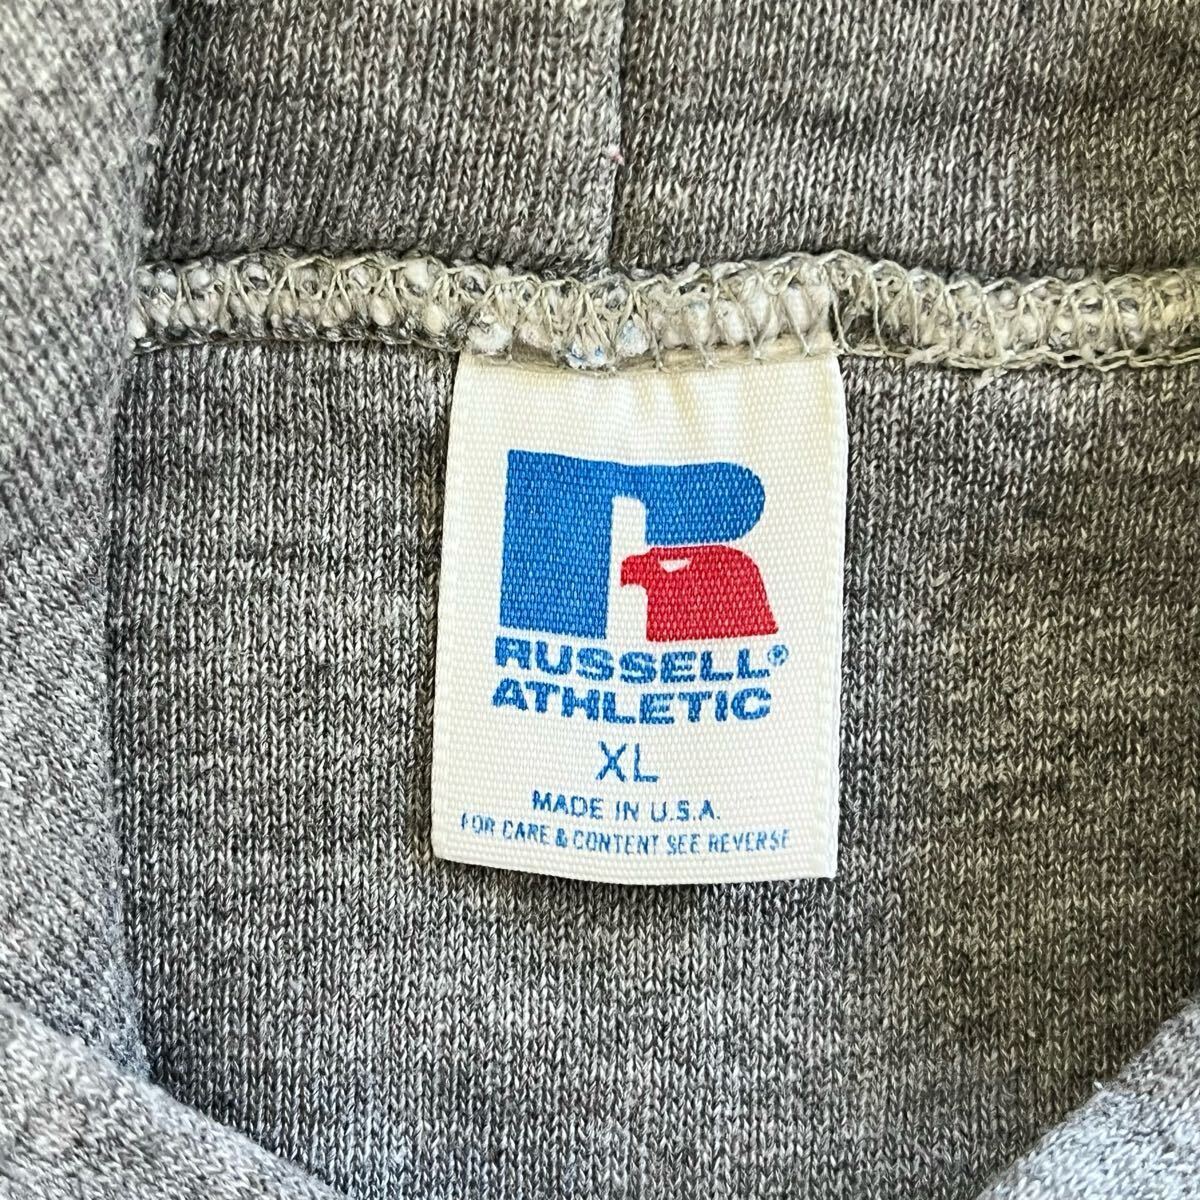 RUSSELL®
ATHLETIC
XL
MADE IN U.S.A.
FOR CARE & CONTENT SEE REVERSE